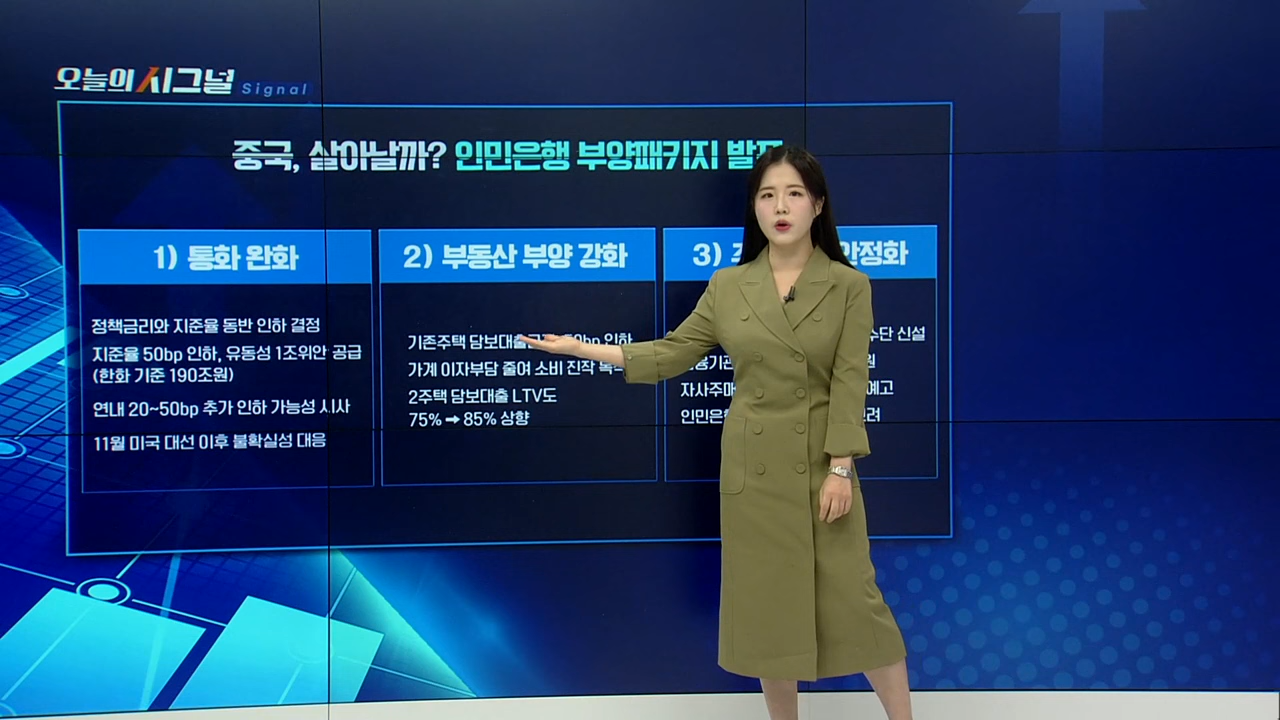 오늘의 시그널 Signal
중국, 살아날까? 인민은행 부양패키지
1) 통화 완화
정책금리와 지준율 동반 인하 결정
지준율 50bp 인하, 유동성 1조위안 공급
(한화 기준 190조원)
연내 20~50bp 추가 인하 가능성 시사
11월 미국 대선 이후 불확실성 대응
2) 부동산 부양 강화
기존주택 인하
가계 이자부담 줄여 소비 진작
2주택 담보대출 LTV도
75% ➡ 85% 상향
3) 안정화
신설